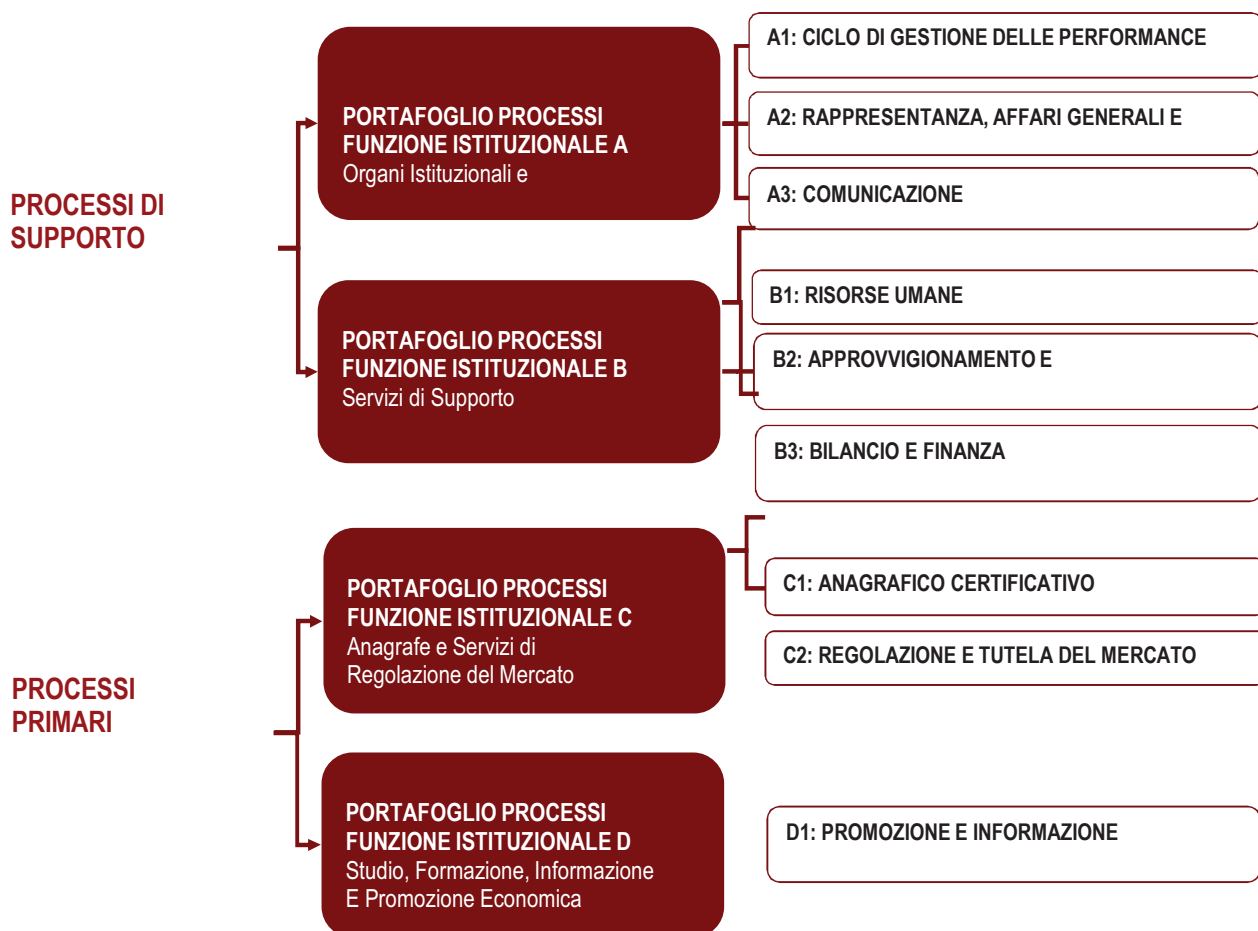 PROCESSI DI
SUPPORTO
PORTAFOGLIO PROCESSI
FUNZIONE ISTITUZIONALE A
Organi Istituzionali e
A1: CICLO DI GESTIONE DELLE PERFORMANCE
A2: RAPPRESENTANZA, AFFARI GENERALI E
A3: COMUNICAZIONE
PORTAFOGLIO PROCESSI
FUNZIONE ISTITUZIONALE B
Servizi di Supporto
B1: RISORSE UMANE
B2: APPROVVIGIONAMENTO E
B3: BILANCIO E FINANZA
PROCESSI
PRIMARI
PORTAFOGLIO PROCESSI
FUNZIONE ISTITUZIONALE C
Anagrafe e Servizi di
Regolazione del Mercato
C1: ANAGRAFICO CERTIFICATIVO
C2: REGOLAZIONE E TUTELA DEL MERCATO
PORTAFOGLIO PROCESSI
FUNZIONE ISTITUZIONALE D
Studio, Formazione, Informazione
E Promozione Economica
D1: PROMOZIONE E INFORMAZIONE